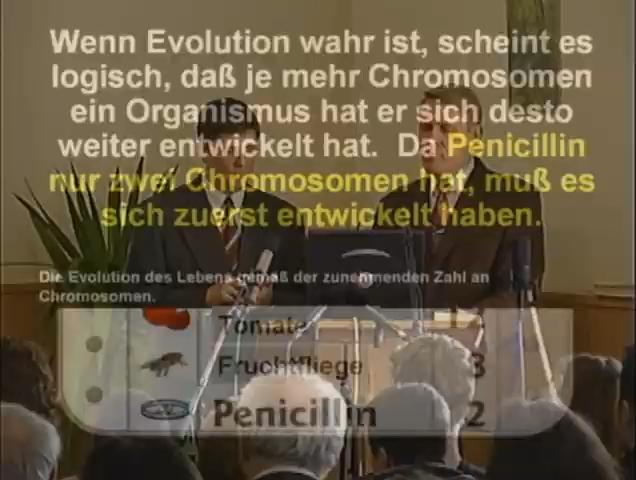 Wenn Evolution wahr ist, scheint es
logisch, daß je mehr Chromosomen
ein Organismus hat er sich desto
weiter entwickelt hat. Da Penicillin
nur zwei Chromosomen hat, muß es
sich zuerst entwickelt haben.
Die Evolution des Lebens gemäß der zunehmenden Zahl an
Chromosomen.
Tomate
Fruchtfliege 8
Penicillin 2